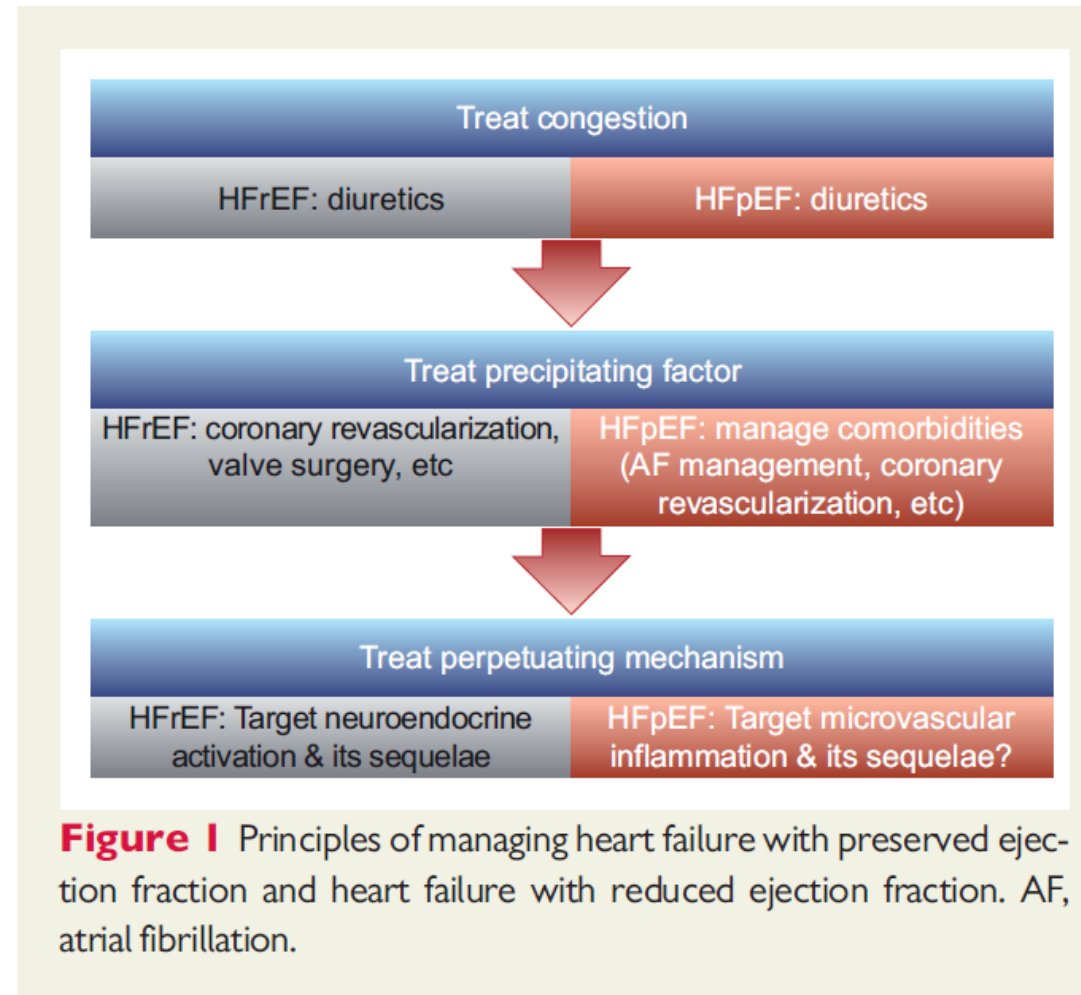 Treat congestion
HFrEF: diuretics
HFpEF: diuretics
Treat precipitating factor
HFrEF: coronary revascularization,
valve surgery, etc
HFpEF: manage comorbidities
(AF management, coronary
revascularization, etc)
Treat perpetuating mechanism
HFrEF: Target neuroendocrine
activation & its sequelae
HFpEF: Target microvascular
inflammation & its sequelae?
Figure 1 Principles of managing heart failure with preserved ejec-
tion fraction and heart failure with reduced ejection fraction. AF,
atrial fibrillation.